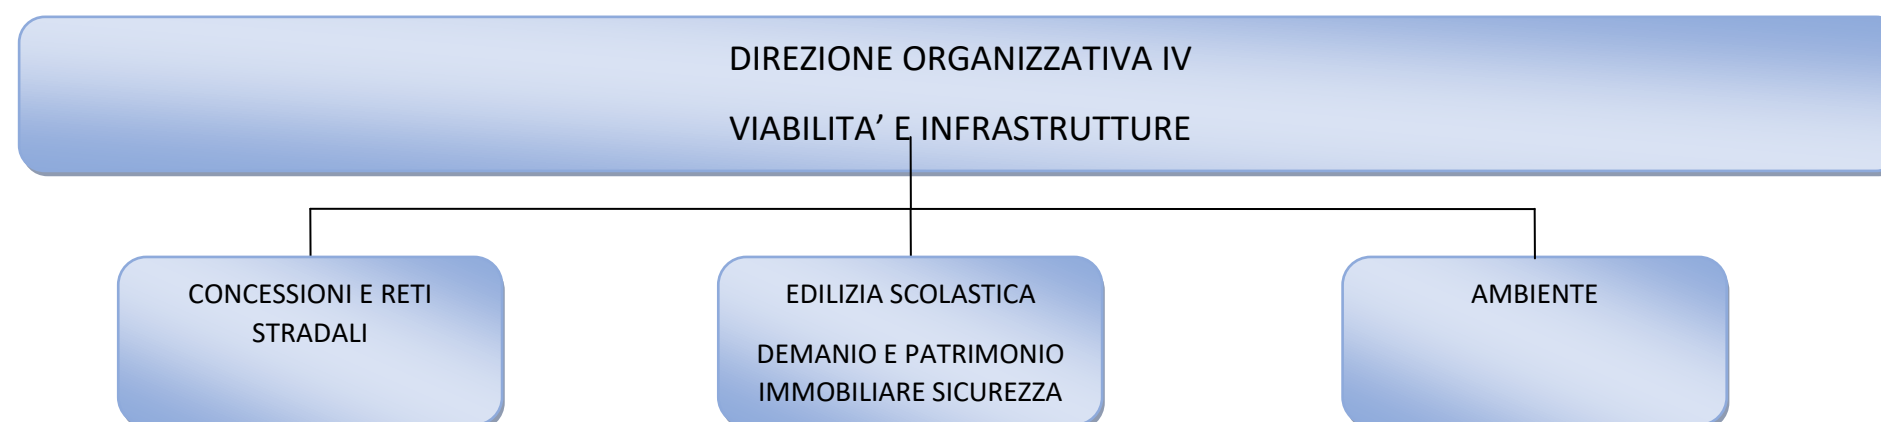 DIREZIONE ORGANIZZATIVA IV
VIABILITA’ E INFRASTRUTTURE
CONCESSIONI E RETI
STRADALI
EDILIZIA SCOLASTICA
DEMANIO E PATRIMONIO
IMMOBILIARE SICUREZZA
AMBIENTE